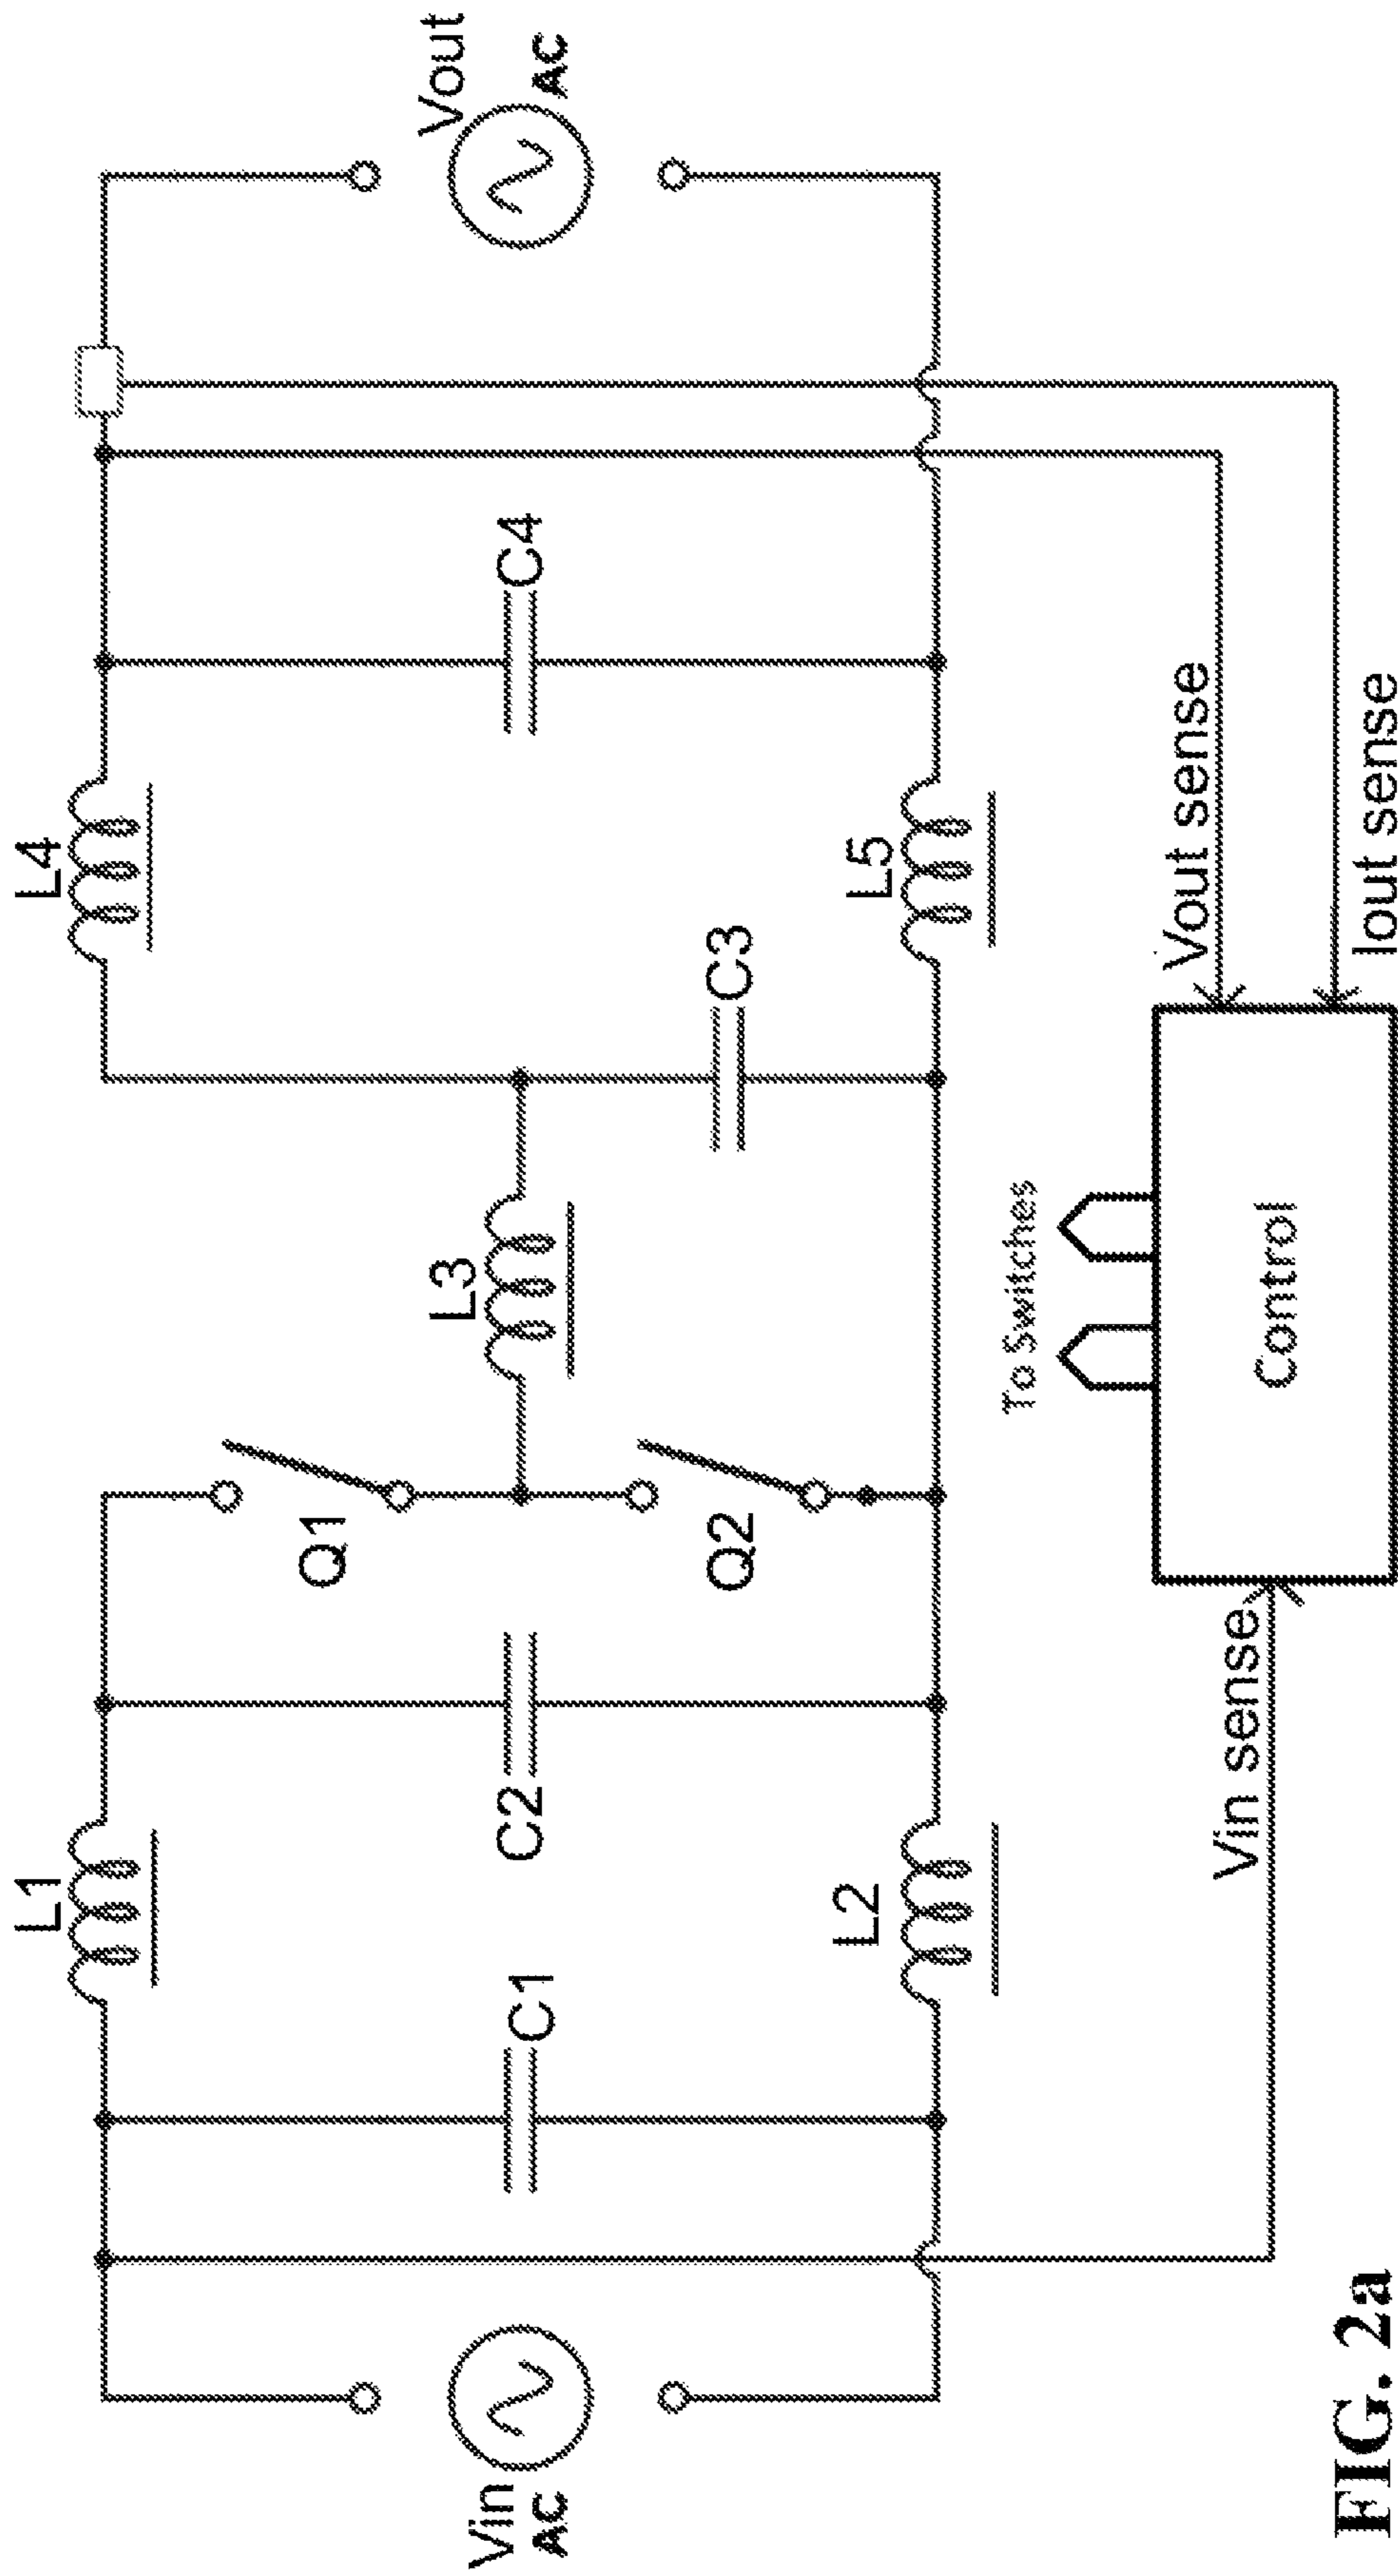 L1
L4
Vout
AC
Vin
AC
C1
C2
Q1
L3
C4
Q2
C3
L2
L5
To Switches
Vin sense
Control
Vout sense
Iout sense
FIG. 2a